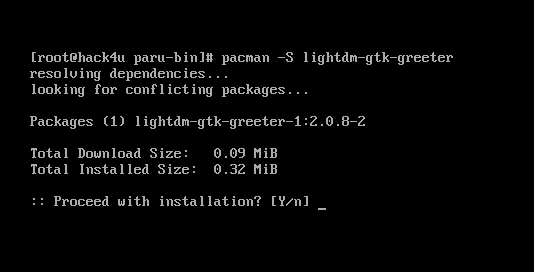 [root@hack4u paru-bin]# pacman -S lightdm-gtk-greeter
resolving dependencies...
looking for conflicting packages...
Packages (1) lightdm-gtk-greeter-1:2.0.8-2
Total Download Size:   0.09 MiB
Total Installed Size:  0.32 MiB
:: Proceed with installation? [Y/n] _